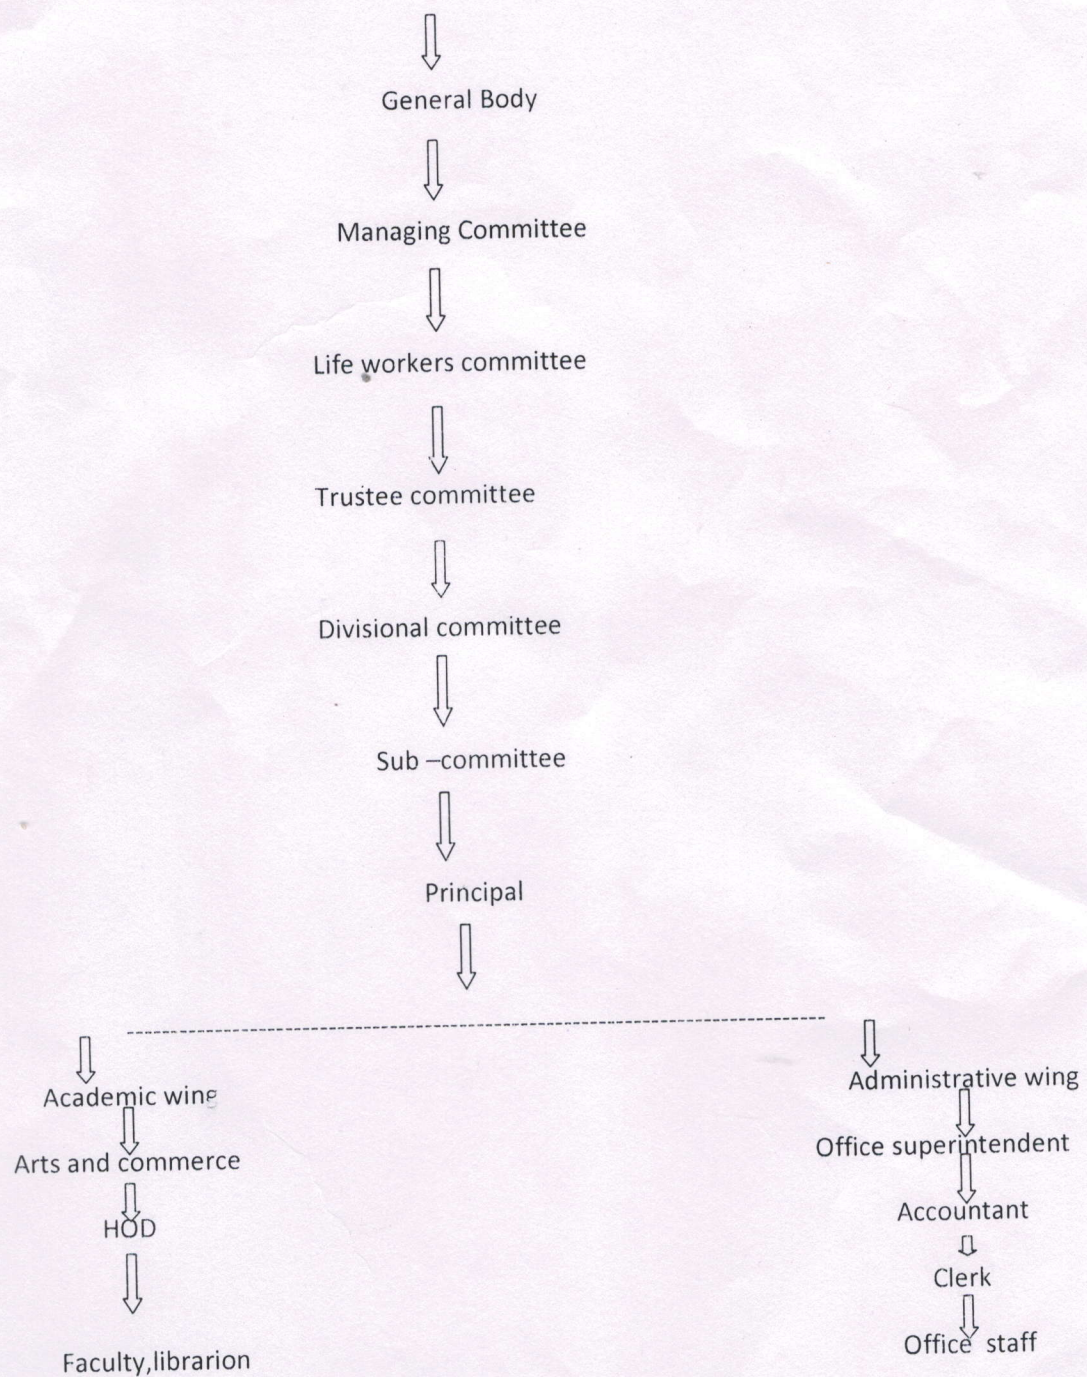 General Body
Managing Committee
Life workers committee
Trustee committee
Divisional committee
Sub –committee
Principal
Academic wing
Administrative wing
Arts and commerce
Office superintendent
HOD
Accountant
Clerk
Faculty,librarion
Office staff